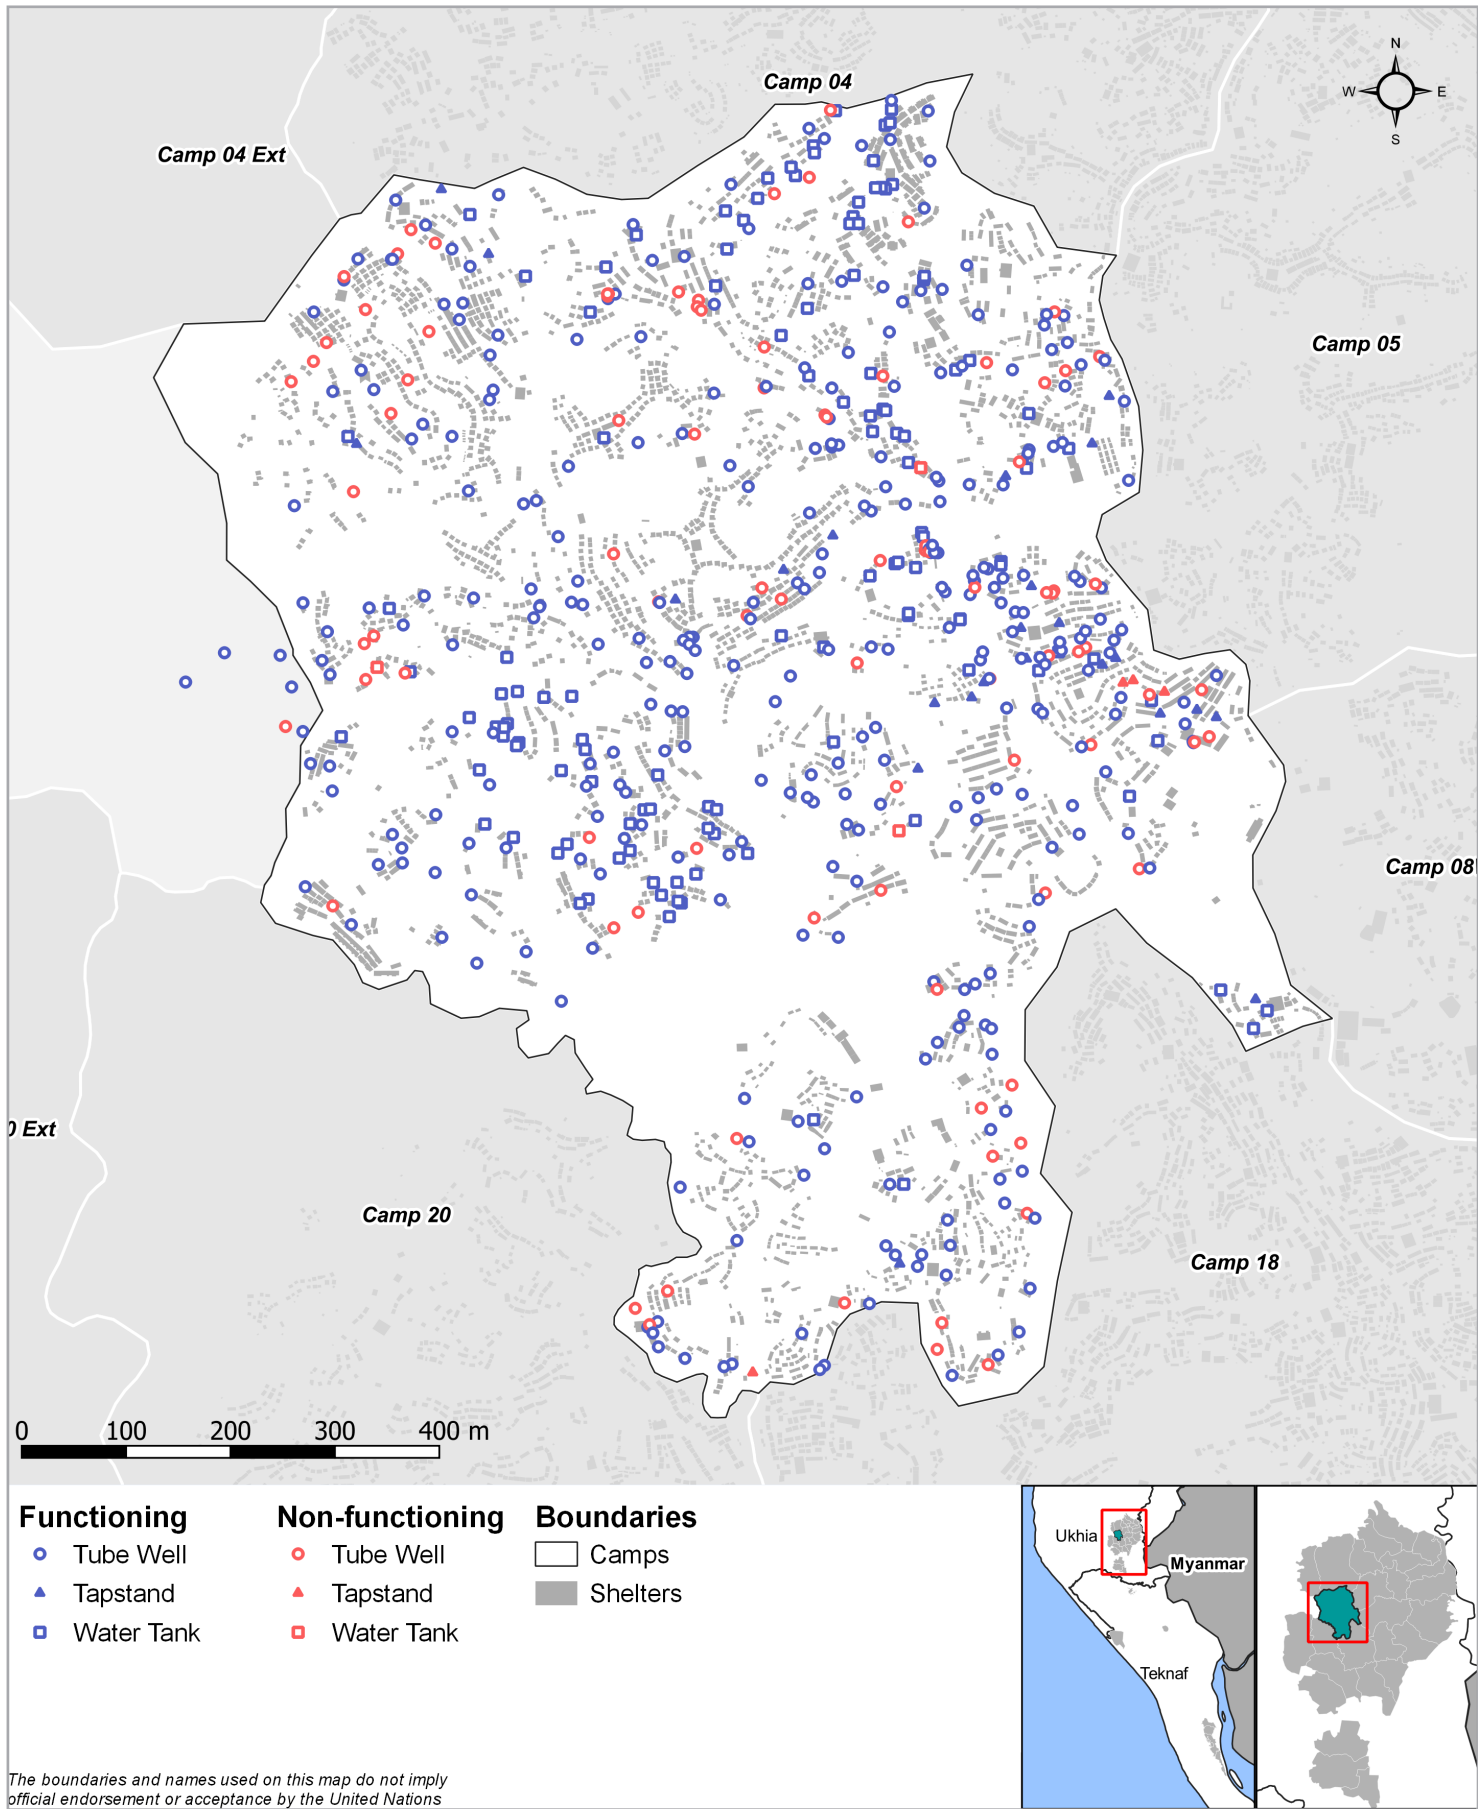 N
W E
S
Camp 04
Camp 04 Ext
Camp 05
Camp 08
0 Ext
Camp 20
Camp 18
0 100 200 300 400 m
Functioning
Tube Well
Tapstand
Water Tank
Non-functioning
Tube Well
Tapstand
Water Tank
Boundaries
Camps
Shelters
Ukhia
Myanmar
Teknaf
The boundaries and names used on this map do not imply
official endorsement or acceptance by the United Nations